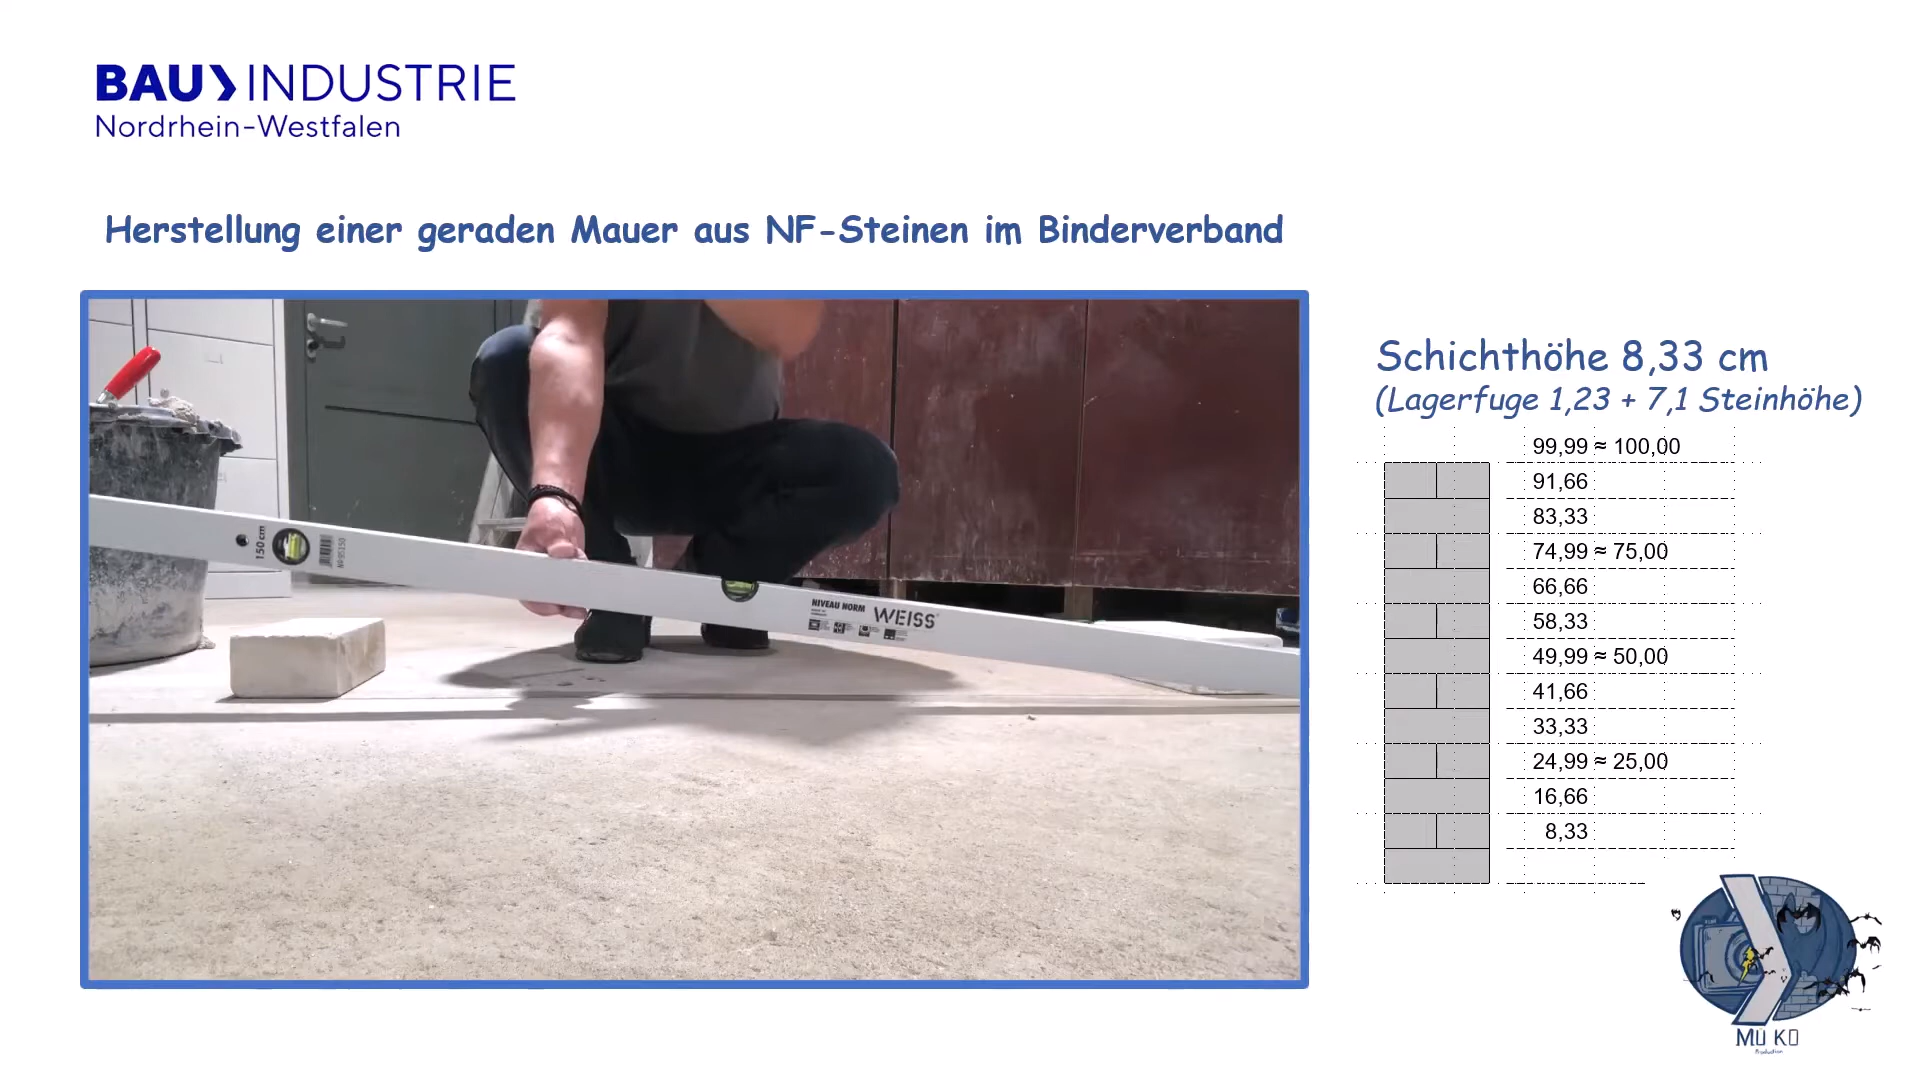 BAU INDUSTRIE
Nordrhein-Westfalen
Herstellung einer geraden Mauer aus NF-Steinen im Binderverband
150 cm
NIVEAU NORM
WEISS
Schichthöhe 8,33 cm
(Lagerfuge 1,23 + 7,1 Steinhöhe)
99,99 ≈ 100,00
91,66
83,33
74,99 ≈ 75,00
66,66
58,33
49,99 ≈ 50,00
41,66
33,33
24,99 ≈ 25,00
16,66
8,33
MÜ KO
Production